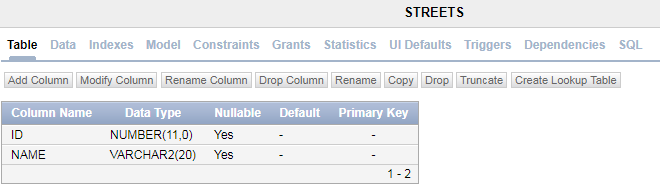 STREETS
Table Data Indexes Model Constraints Grants Statistics UI Defaults Triggers Dependencies SQL
Add Column Modify Column Rename Column Drop Column Rename Copy Drop Truncate Create Lookup Table
Column Name Data Type Nullable Default Primary Key
ID NUMBER(11,0) Yes - -
NAME VARCHAR2(20) Yes - -
1 - 2